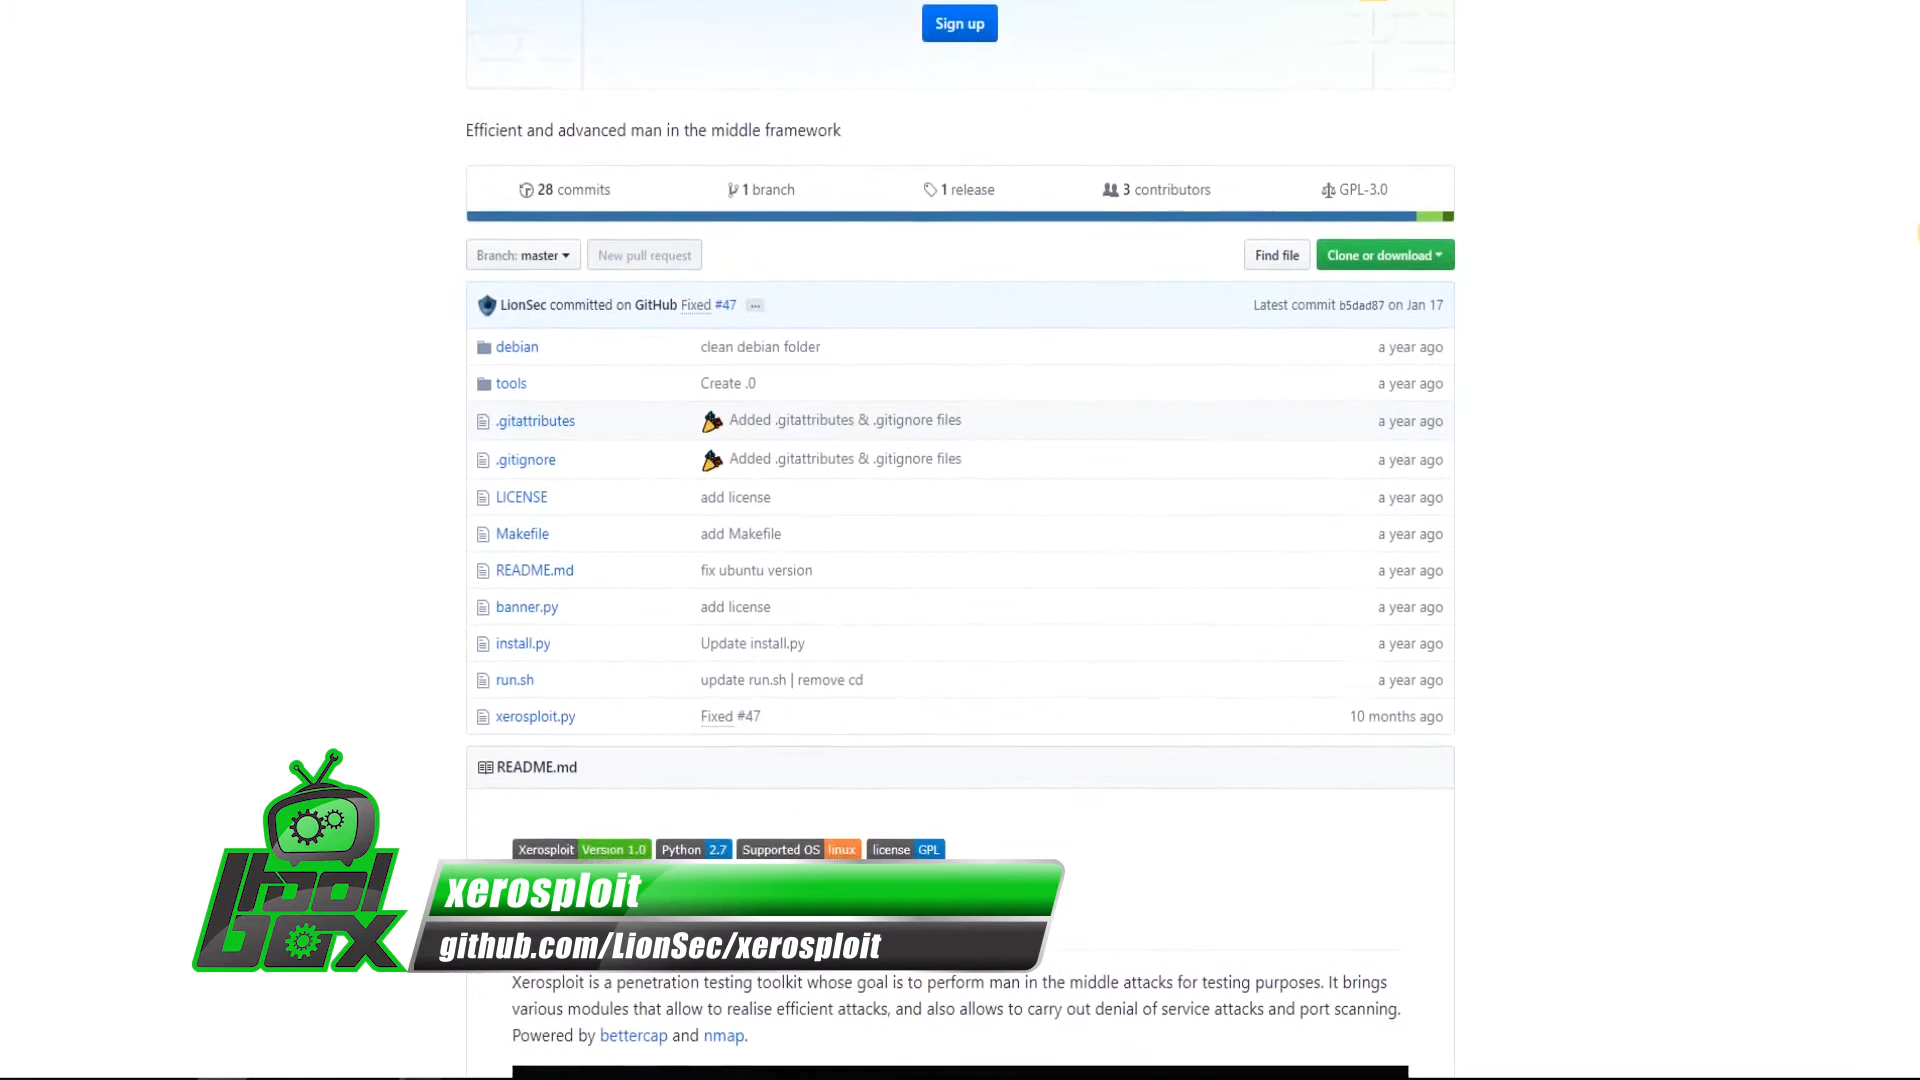 Sign up
Efficient and advanced man in the middle framework
28 commits 1 branch 1 release 3 contributors GPL-3.0
Branch: master New pull request Find file Clone or download
LionSec committed on GitHub Fixed #47 … Latest commit b5dad87 on Jan 17
debian clean debian folder a year ago
tools Create .0 a year ago
.gitattributes Added .gitattributes & .gitignore files a year ago
.gitignore Added .gitattributes & .gitignore files a year ago
LICENSE add license a year ago
Makefile add Makefile a year ago
README.md fix ubuntu version a year ago
banner.py add license a year ago
install.py Update install.py a year ago
run.sh update run.sh | remove cd a year ago
xerosploit.py Fixed #47 10 months ago
README.md
Xerosploit Version 1.0 Python 2.7 Supported OS linux license GPL
tool
box
xerosploit
github.com/LionSec/xerosploit
Xerosploit is a penetration testing toolkit whose goal is to perform man in the middle attacks for testing purposes. It brings
various modules that allow to realise efficient attacks, and also allows to carry out denial of service attacks and port scanning.
Powered by bettercap and nmap.